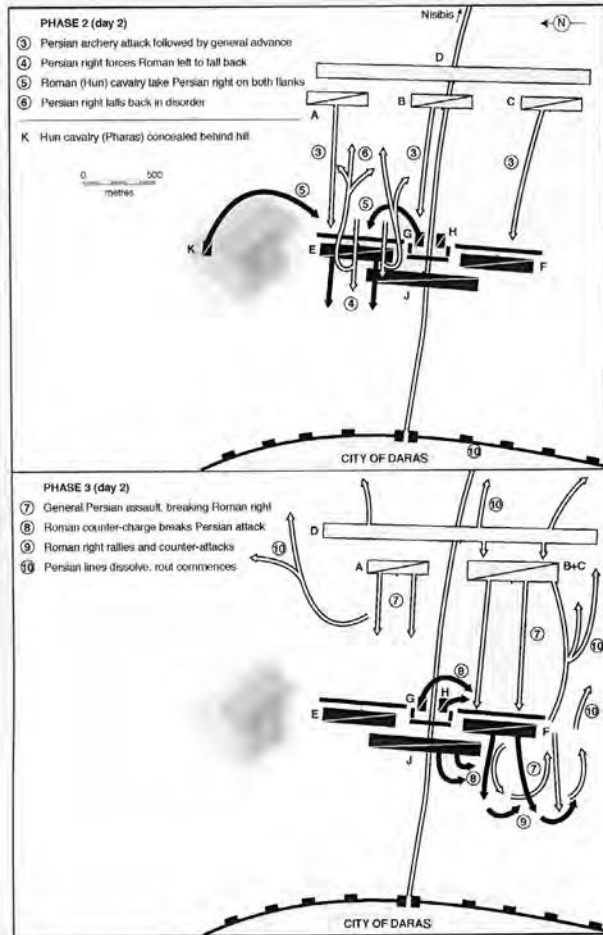 Nisibis
N
PHASE 2 (day 2)
③ Persian archery attack followed by general advance
④ Persian right forces Roman left to fall back
⑤ Roman (Hun) cavalry take Persian right on both flanks
⑥ Persian right falls back in disorder
K Hun cavalry (Pharas) concealed behind hill
0 500
metres
D
A B C
③ ⑥ ③ ③
⑤ ⑤
K E G H F
④ J
⑩
CITY OF DARAS
PHASE 3 (day 2)
⑦ General Persian assault, breaking Roman right
⑧ Roman counter-charge breaks Persian attack
⑨ Roman right rallies and counter-attacks
⑩ Persian lines dissolve, rout commences
⑩
D
⑩ A B+C
⑦ ⑦ ⑩
⑧ ⑩
G H
E F
J ⑦
⑧
⑨
CITY OF DARAS